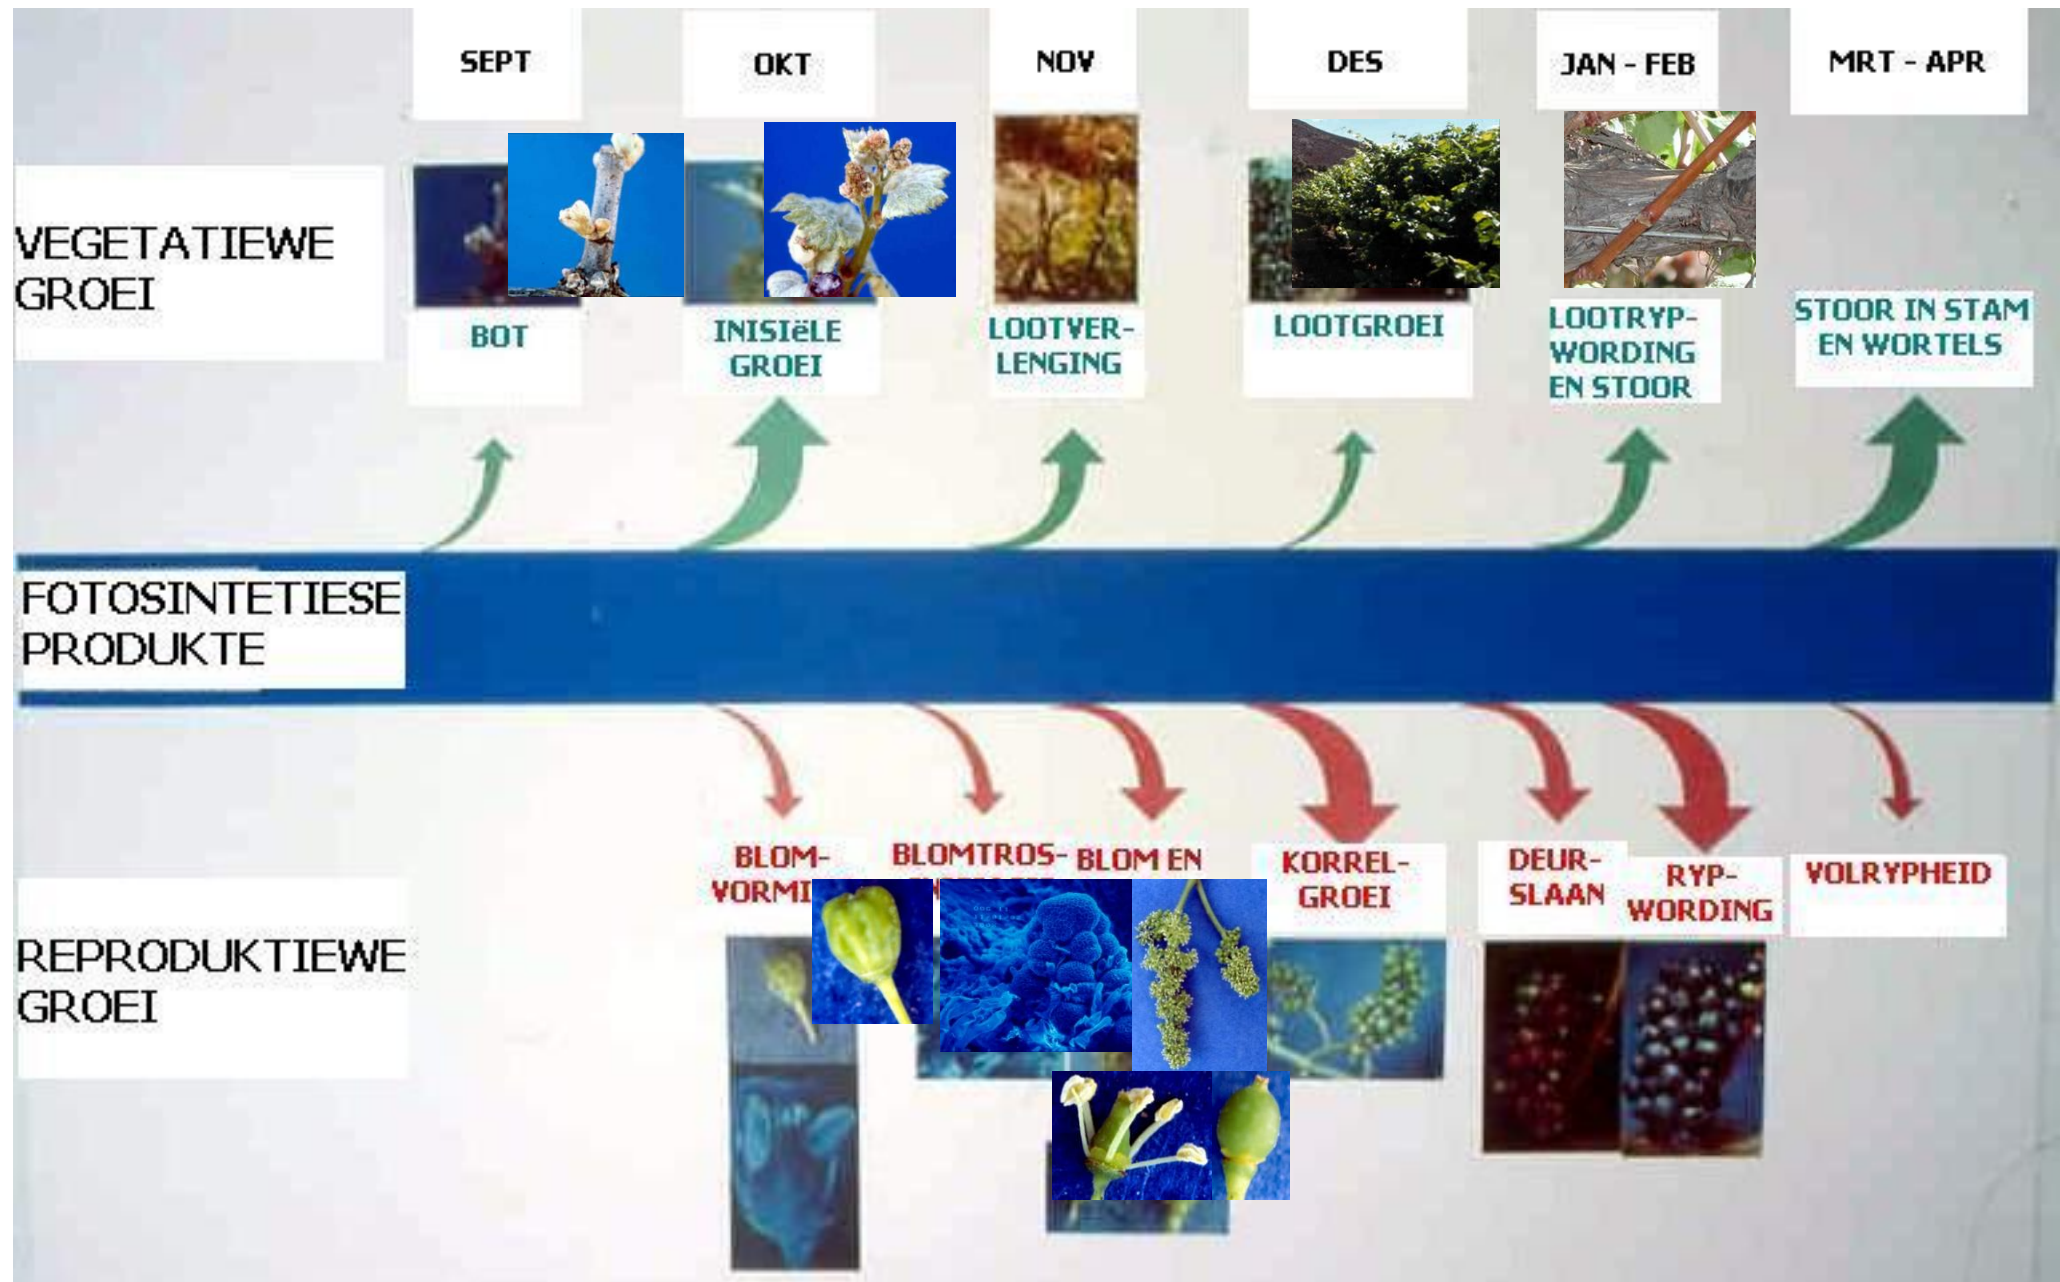 SEPT
OKT
NOV
DES
JAN - FEB
MRT - APR
VEGETATIEWE
GROEI
BOT
INISIëLE
GROEI
LOOTVER-
LENGING
LOOTGROEI
LOOTRYP-
WORDING
EN STOOR
STOOR IN STAM
EN WORTELS
FOTOSINTETIESE
PRODUKTE
REPRODUKTIEWE
GROEI
BLOM-
VORMI
BLOMTROS-
BLOM EN
KORREL-
GROEI
DEUR-
SLAAN
RYP-
WORDING
VOLRYPHEID